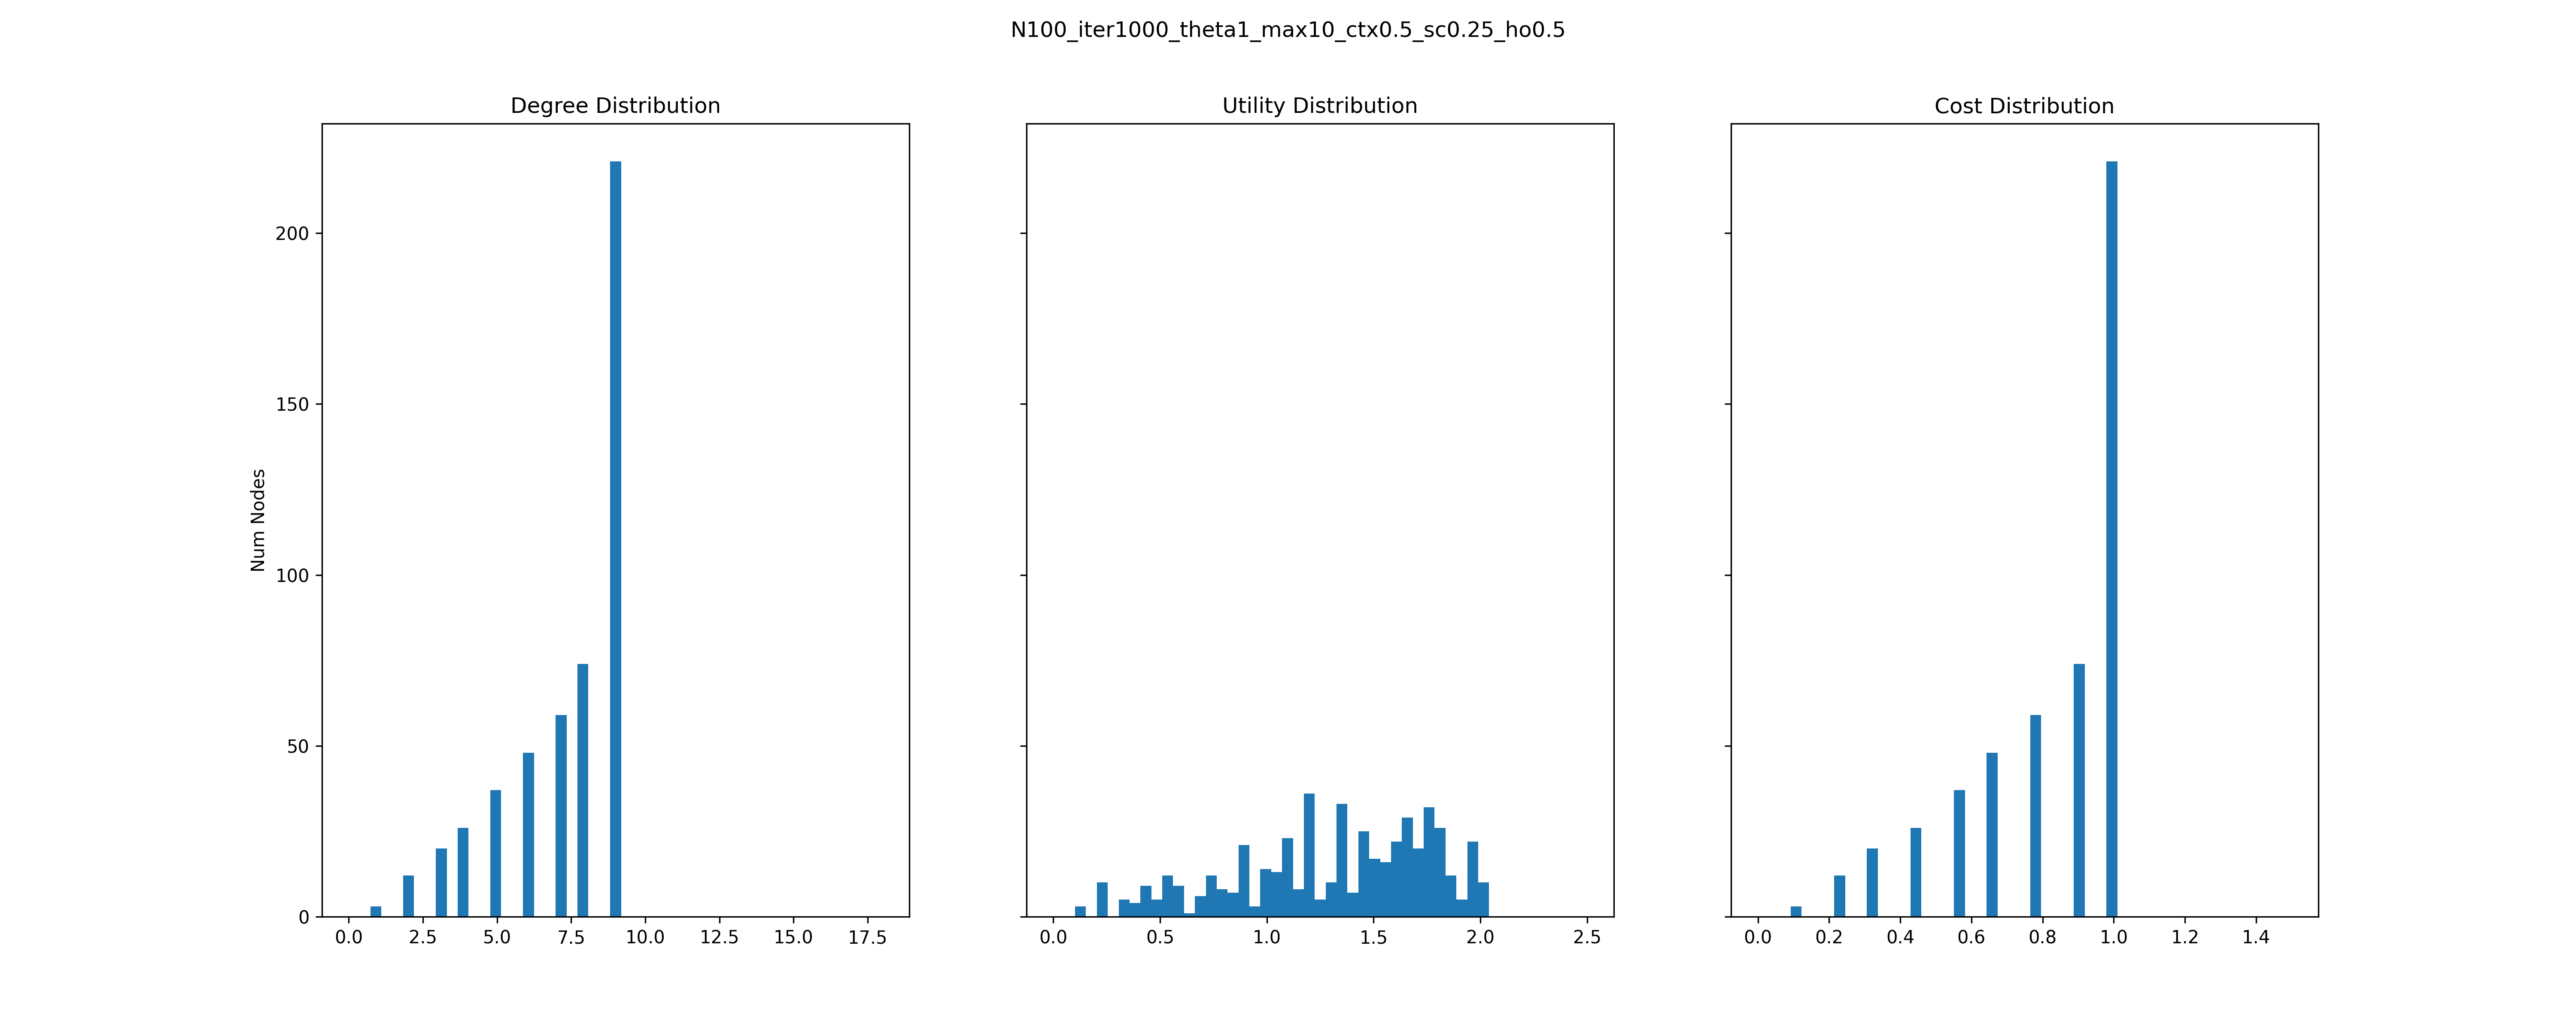 N100_iter1000_theta1_max10_ctx0.5_sc0.25_ho0.5
Degree Distribution
Utility Distribution
Cost Distribution
Num Nodes
200
150
100
50
0
0.0 2.5 5.0 7.5 10.0 12.5 15.0 17.5
0.0 0.5 1.0 1.5 2.0 2.5
0.0 0.2 0.4 0.6 0.8 1.0 1.2 1.4